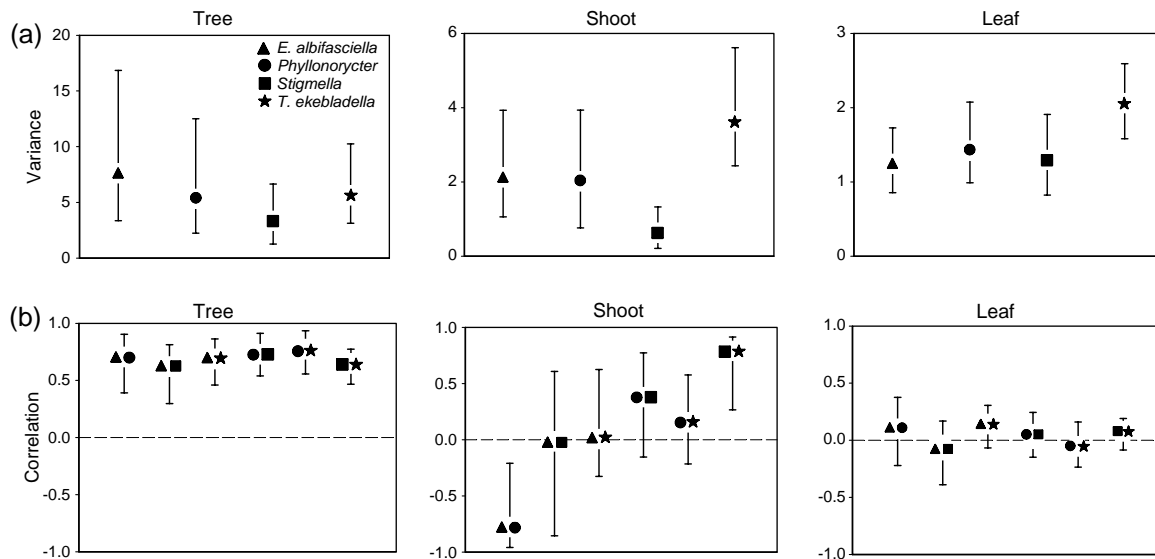 Tree
Shoot
Leaf
(a)
Variance
20
15
10
5
0
E. albifasciella
Phyllonorycter
Stigmella
T. ekebladella
6
4
2
0
3
2
1
0
(b)
Tree
Shoot
Leaf
Correlation
1.0
0.5
0.0
-0.5
-1.0
1.0
0.5
0.0
-0.5
-1.0
1.0
0.5
0.0
-0.5
-1.0